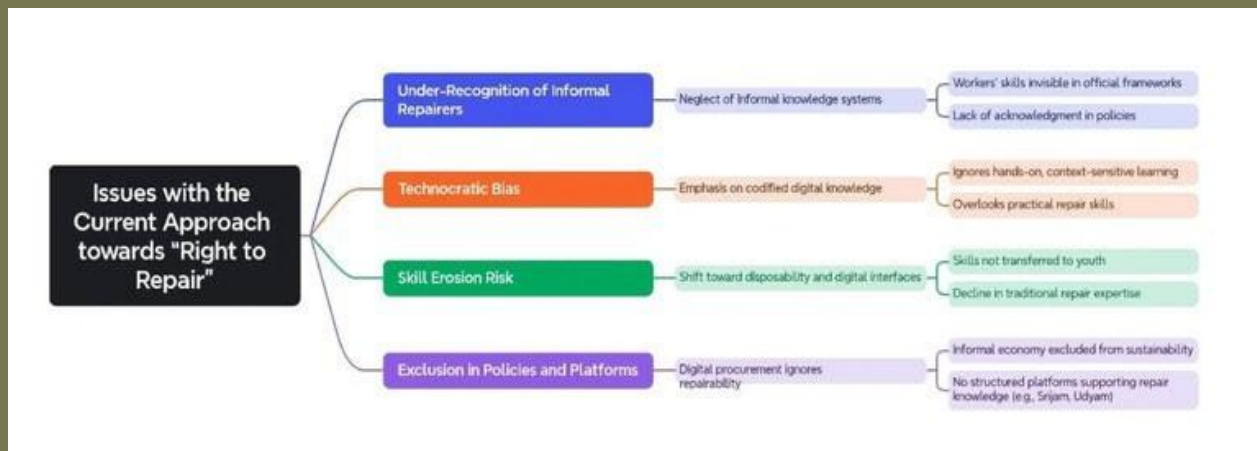 Issues with the
Current Approach
towards "Right to
Repair"
Under-Recognition of Informal
Repairers
Neglect of Informal knowledge systems
Workers' skills invisible in official frameworks
Lack of acknowledgment in policies
Technocratic Bias
Emphasis on codified digital knowledge
Ignores hands-on, context-sensitive learning
Overlooks practical repair skills
Skill Erosion Risk
Shift toward disposability and digital interfaces
Skills not transferred to youth
Decline in traditional repair expertise
Exclusion in Policies and Platforms
Digital procurement ignores
repairability
Informal economy excluded from sustainability
No structured platforms supporting repair
knowledge (e.g., Srijam, Udyam)